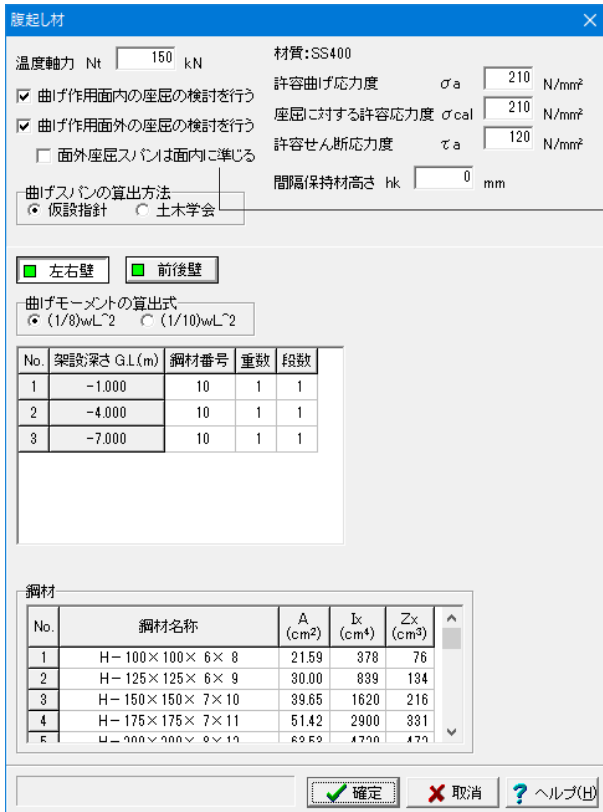 腹起し材
温度軸力 Nt 150 kN
☑ 曲げ作用面内の座屈の検討を行う
☑ 曲げ作用面外の座屈の検討を行う
☐ 面外座屈スパンは面内に準じる
曲げスパンの算出方法
仮設指針 土木学会
材質:SS400
許容曲げ応力度 σa 210 N/mm²
座屈に対する許容応力度 σcal 210 N/mm²
許容せん断応力度 τa 120 N/mm²
間隔保持材高さ hk 0 mm
左右壁 前後壁
曲げモーメントの算出式
(1/8)wL^2 (1/10)wL^2
No. 架設深さ G.L(m) 鋼材番号 重数 段数
1 -1.000 10 1 1
2 -4.000 10 1 1
3 -7.000 10 1 1
鋼材
No. 鋼材名称 A (cm²) Ix (cm⁴) Zx (cm³)
1 H-100×100× 6× 8 21.59 378 76
2 H-125×125× 6× 9 30.00 839 134
3 H-150×150× 7×10 39.65 1620 216
4 H-175×175× 7×11 51.42 2900 331
5 H-200×200× 8×12 63.53 4720 472
確定 取消 ヘルプ(H)